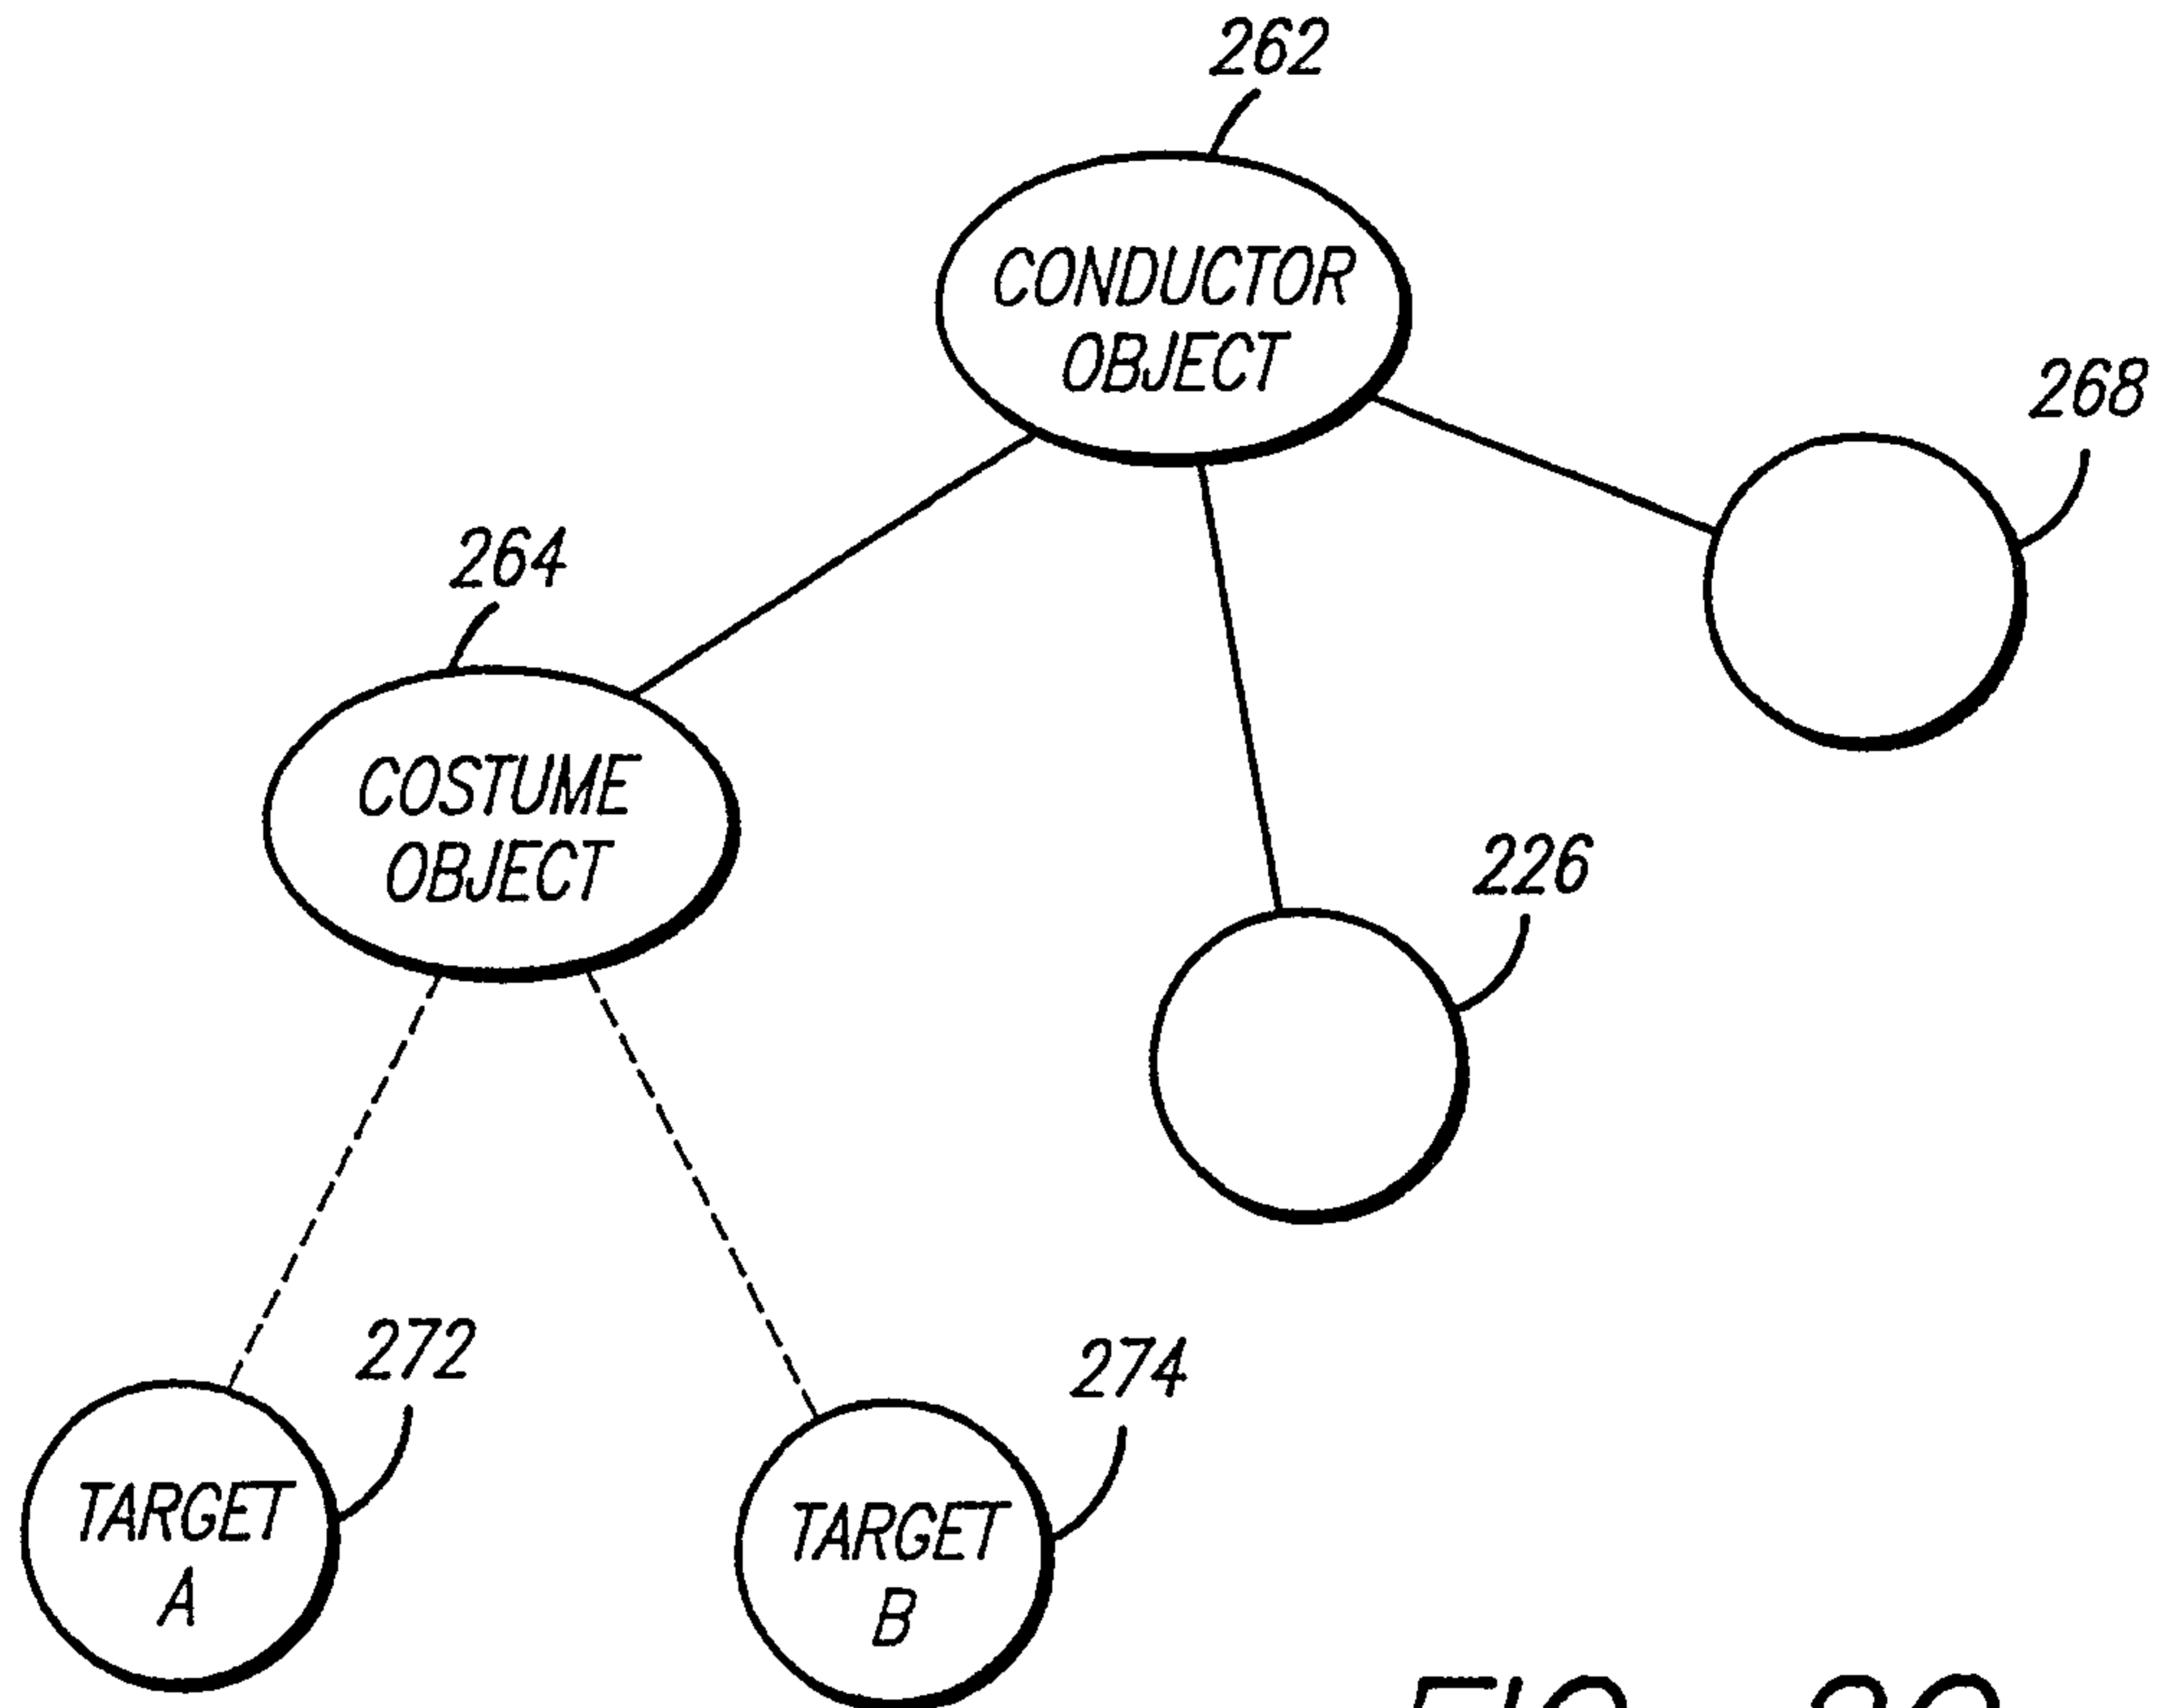 262
CONDUCTOR
OBJECT
268
264
COSTUME
OBJECT
226
272
TARGET
A
274
TARGET
B